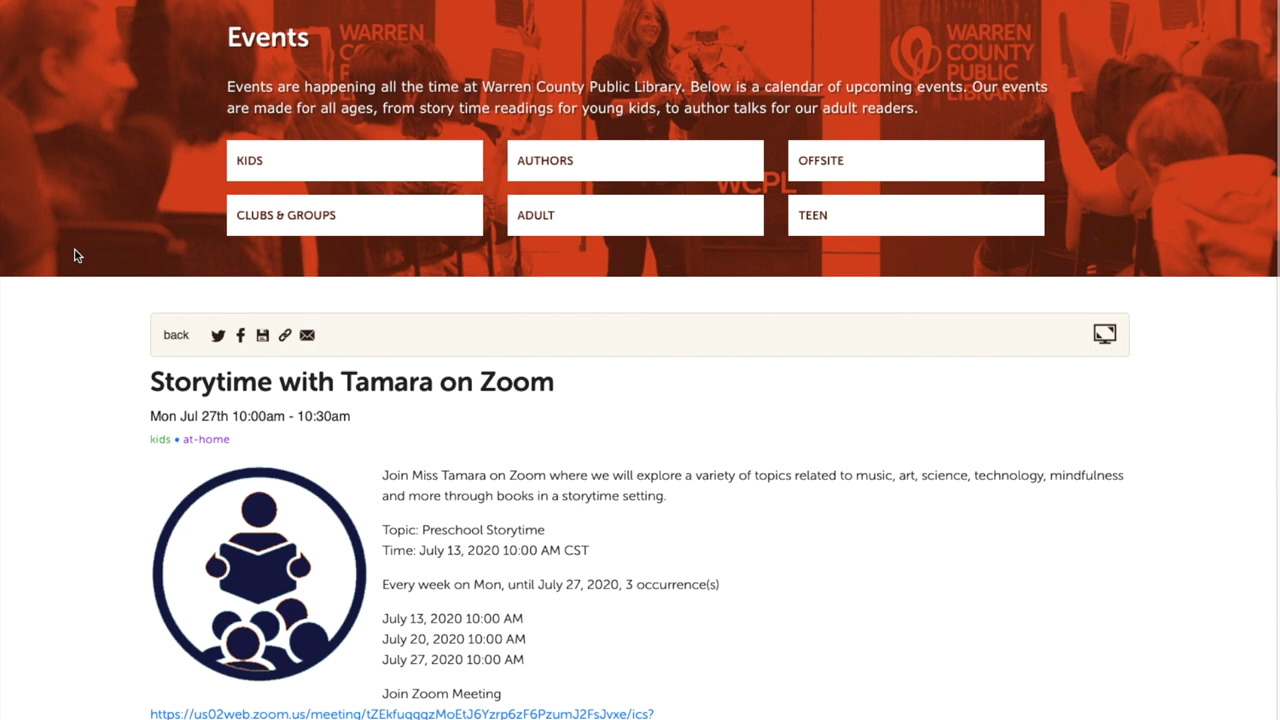 Events
WARREN
COUNTY
PUBLIC
LIBRARY
Events are happening all the time at Warren County Public Library. Below is a calendar of upcoming events. Our events
are made for all ages, from story time readings for young kids, to author talks for our adult readers.
KIDS
AUTHORS
OFFSITE
WCPL
CLUBS & GROUPS
ADULT
TEEN
back
Storytime with Tamara on Zoom
Mon Jul 27th 10:00am - 10:30am
kids • at-home
Join Miss Tamara on Zoom where we will explore a variety of topics related to music, art, science, technology, mindfulness
and more through books in a storytime setting.
Topic: Preschool Storytime
Time: July 13, 2020 10:00 AM CST
Every week on Mon, until July 27, 2020, 3 occurrence(s)
July 13, 2020 10:00 AM
July 20, 2020 10:00 AM
July 27, 2020 10:00 AM
Join Zoom Meeting